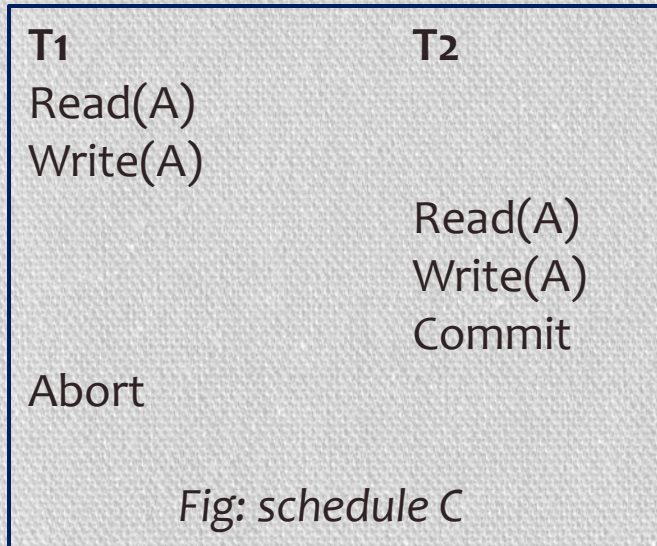 T1 T2
Read(A)
Write(A)
Read(A)
Write(A)
Commit
Abort
Fig: schedule C